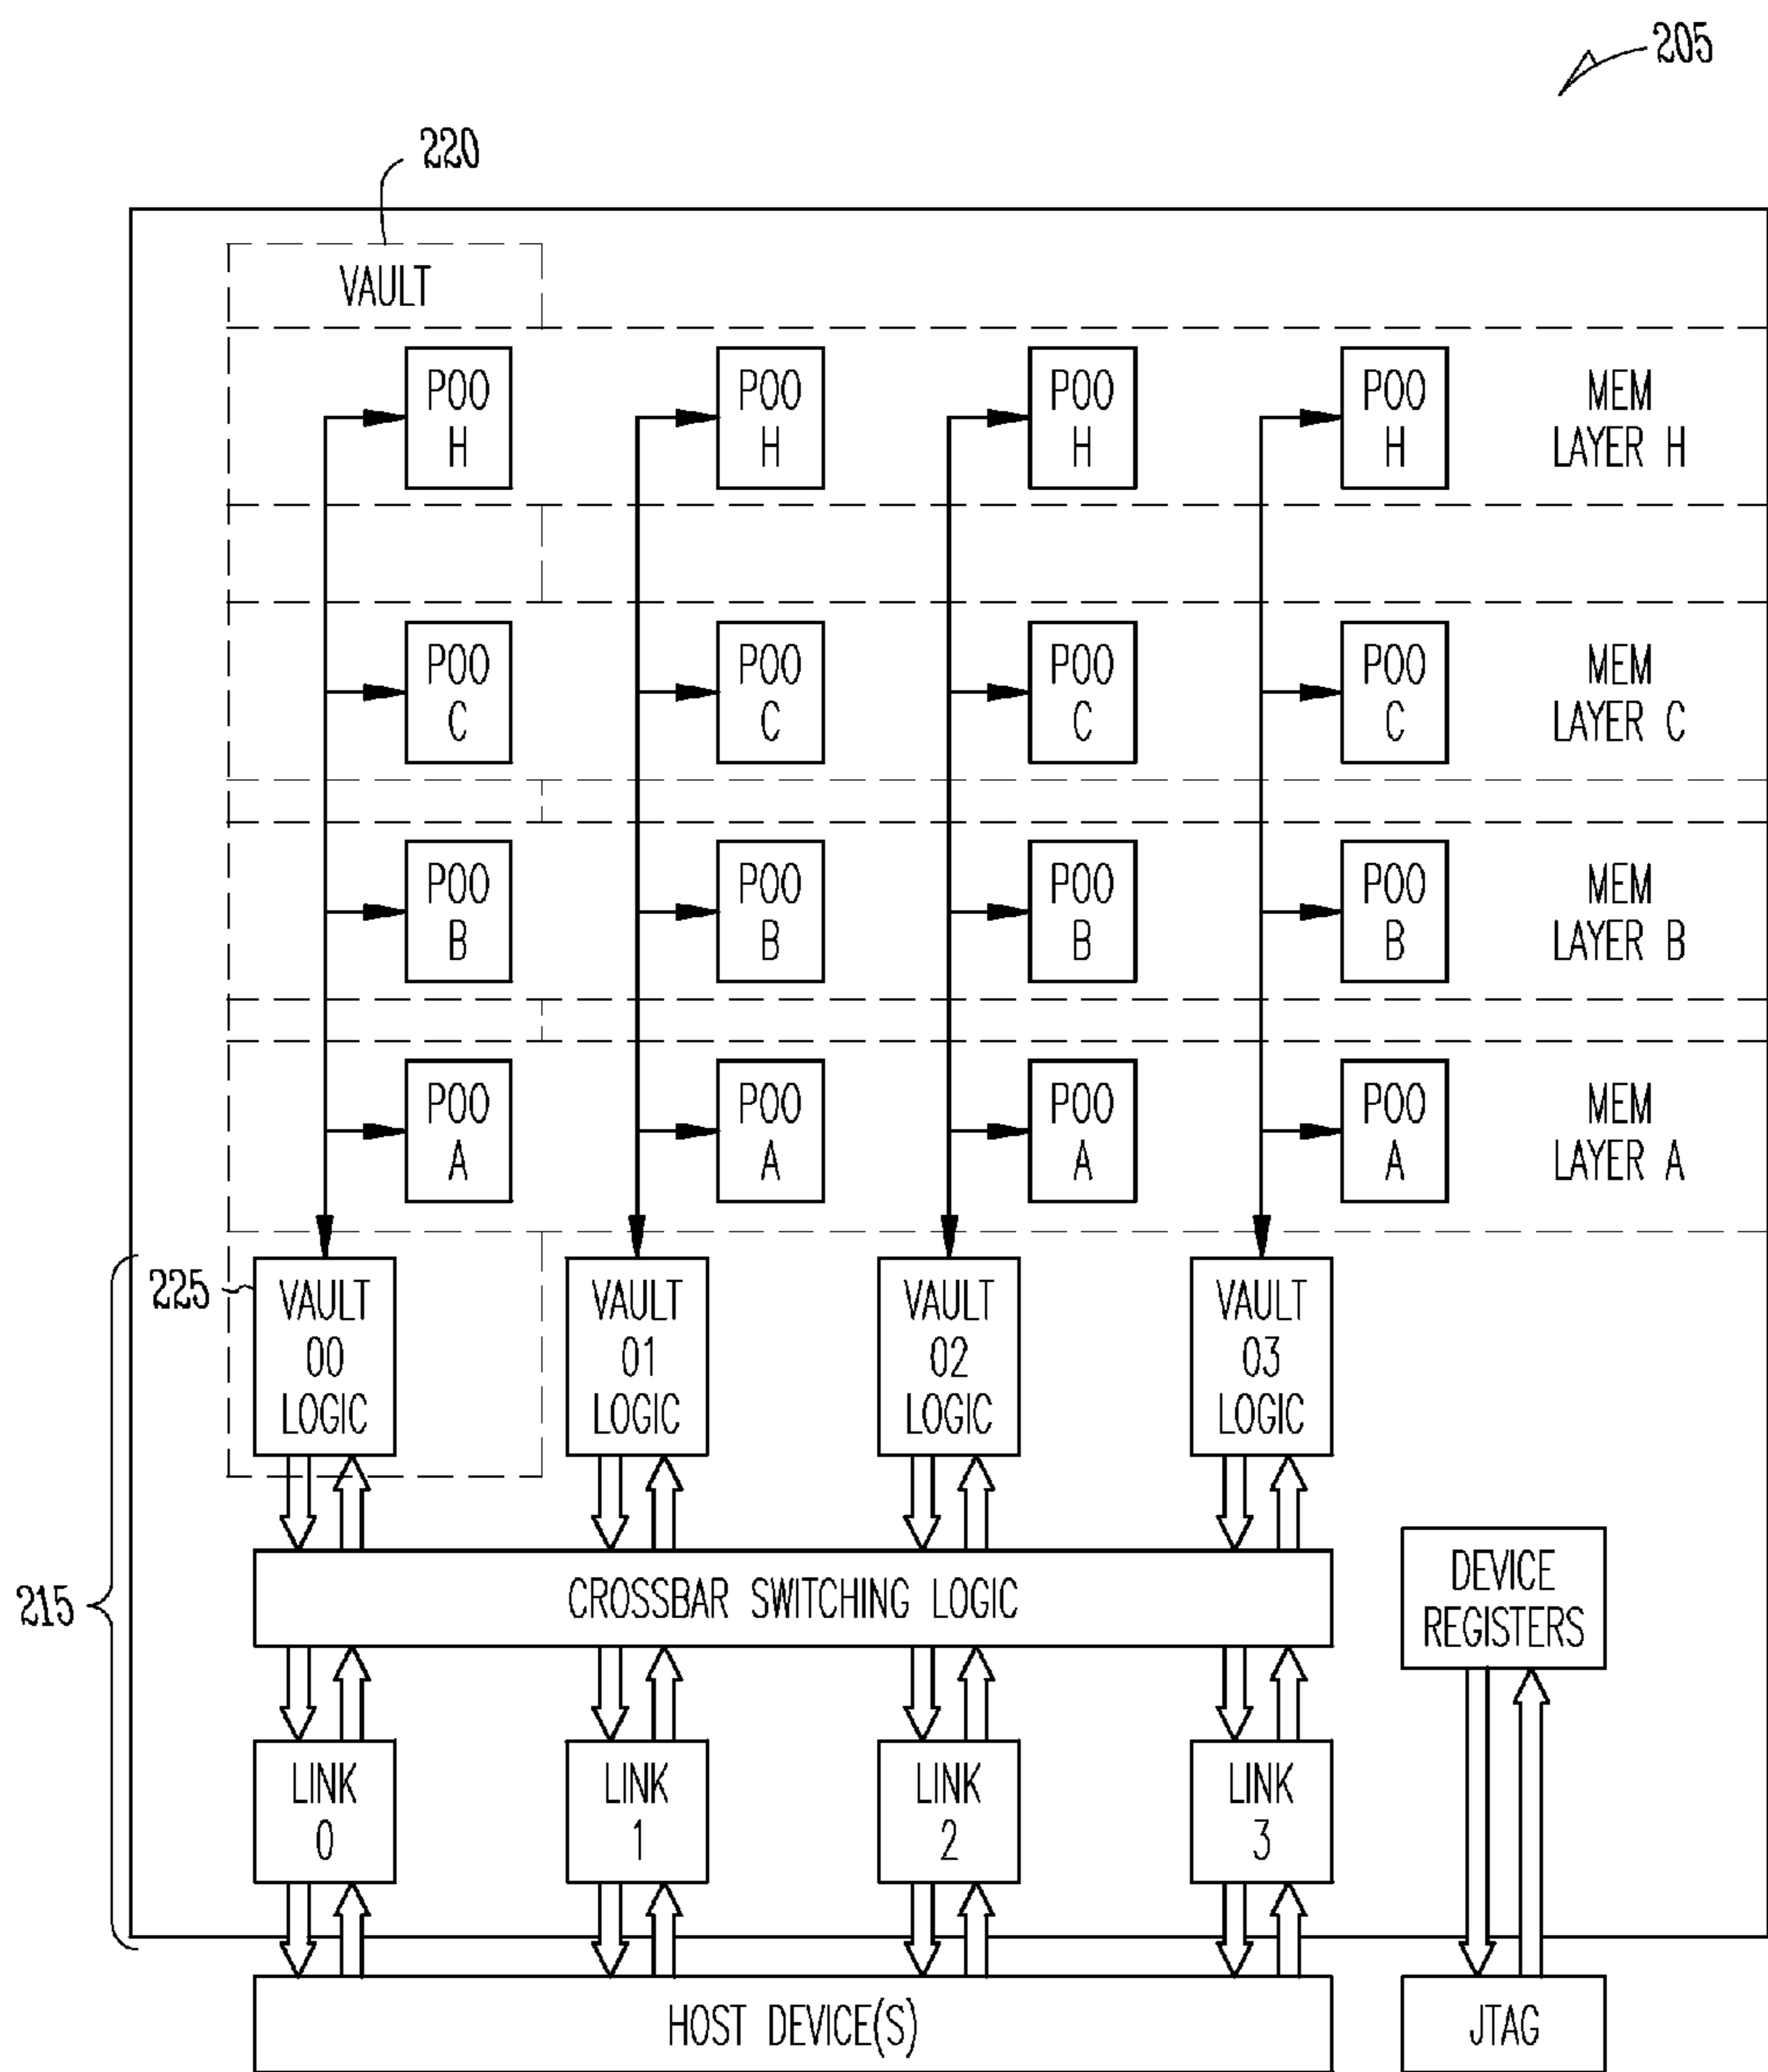 205
220
VAULT
P00 P00 P00 P00 MEM
H H H H LAYER H
P00 P00 P00 P00 MEM
C C C C LAYER C
P00 P00 P00 P00 MEM
B B B B LAYER B
P00 P00 P00 P00 MEM
A A A A LAYER A
225
VAULT VAULT VAULT VAULT
00 01 02 03
LOGIC LOGIC LOGIC LOGIC
215
CROSSBAR SWITCHING LOGIC
DEVICE
REGISTERS
LINK LINK LINK LINK
0 1 2 3
HOST DEVICE(S)
JTAG